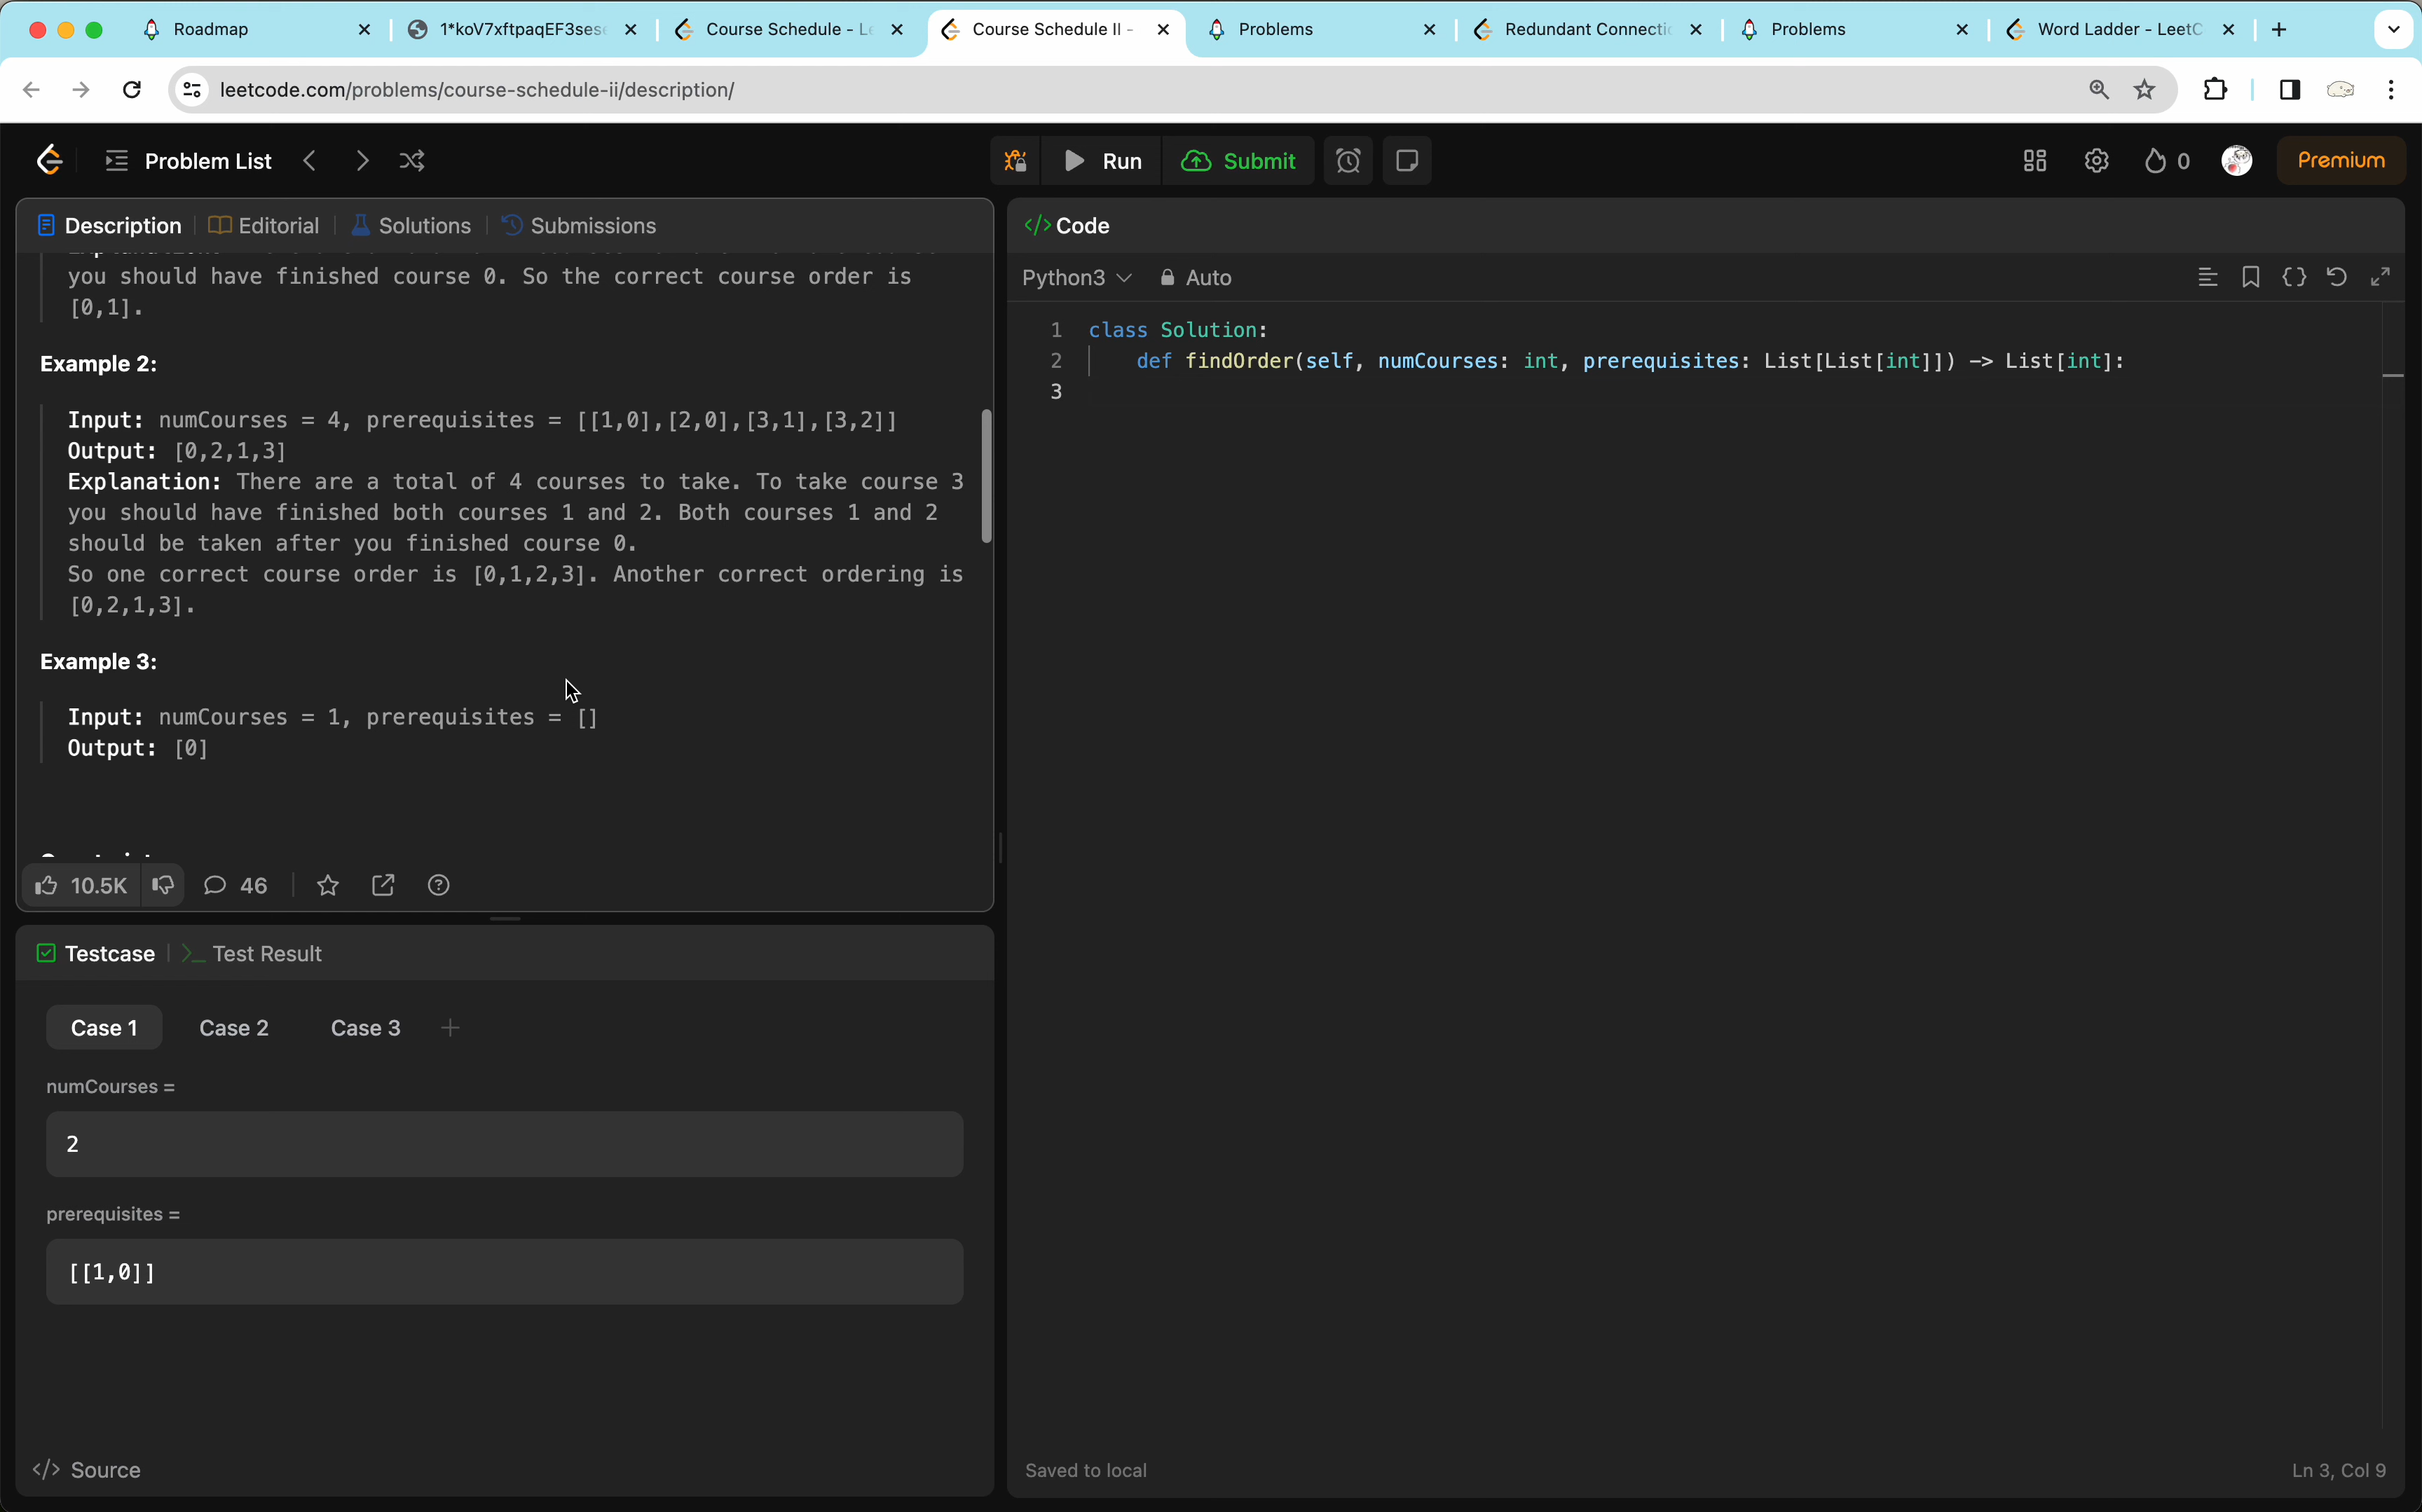 Roadmap
1*koV7xftpaqEF3sese
Course Schedule - Le
Course Schedule II -
Problems
Redundant Connectic
Problems
Word Ladder - LeetC
leetcode.com/problems/course-schedule-ii/description/
Problem List
Run
Submit
0
Premium
Description
Editorial
Solutions
Submissions
you should have finished course 0. So the correct course order is
[0,1].
Example 2:
Input: numCourses = 4, prerequisites = [[1,0],[2,0],[3,1],[3,2]]
Output: [0,2,1,3]
Explanation: There are a total of 4 courses to take. To take course 3
you should have finished both courses 1 and 2. Both courses 1 and 2
should be taken after you finished course 0.
So one correct course order is [0,1,2,3]. Another correct ordering is
[0,2,1,3].
Example 3:
Input: numCourses = 1, prerequisites = []
Output: [0]
10.5K
46
Testcase
Test Result
Case 1
Case 2
Case 3
numCourses =
2
prerequisites =
[[1,0]]
</> Source
</> Code
Python3
Auto
1 class Solution:
2 def findOrder(self, numCourses: int, prerequisites: List[List[int]]) -> List[int]:
3
Saved to local
Ln 3, Col 9